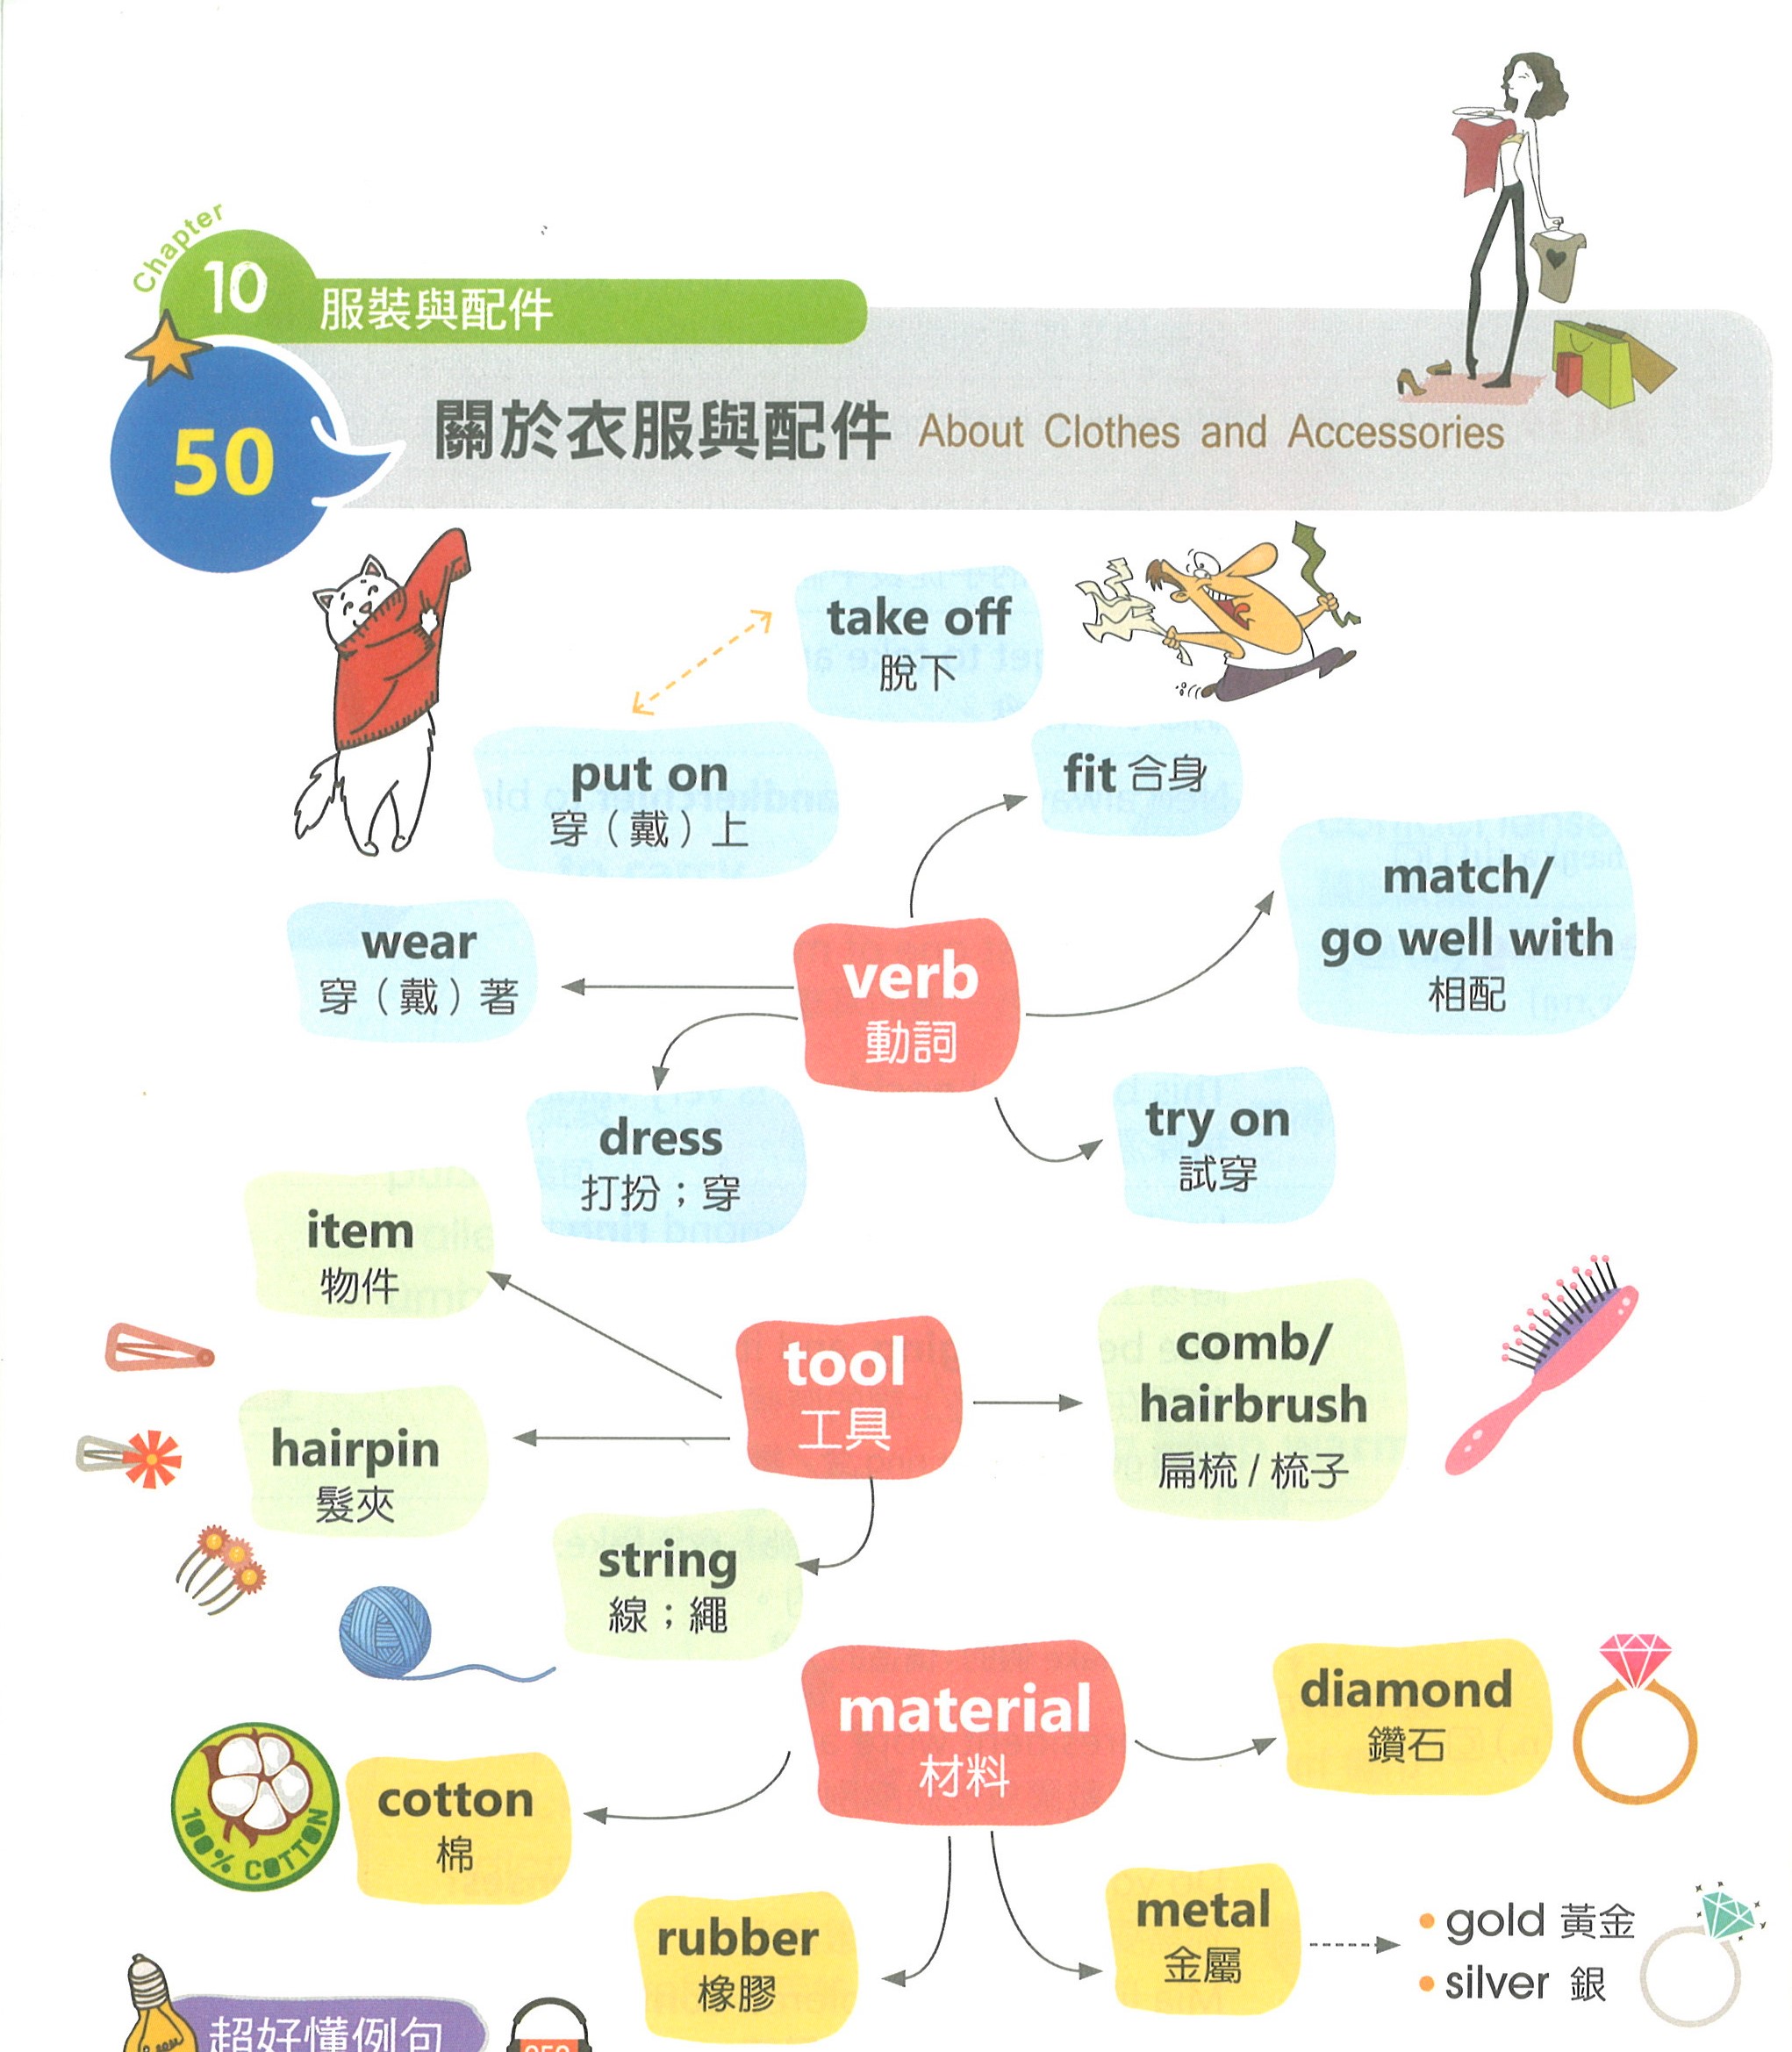 Chapter
10
服裝與配件
50
關於衣服與配件 About Clothes and Accessories
take off
脫下
put on
穿（戴）上
fit 合身
match/
go well with
相配
wear
穿（戴）著
verb
動詞
dress
打扮；穿
try on
試穿
item
物件
tool
工具
comb/
hairbrush
扁梳 / 梳子
hairpin
髮夾
string
線；繩
material
材料
diamond
鑽石
100% COTTON
cotton
棉
rubber
橡膠
metal
金屬
gold 黃金
silver 銀
超好懂例句